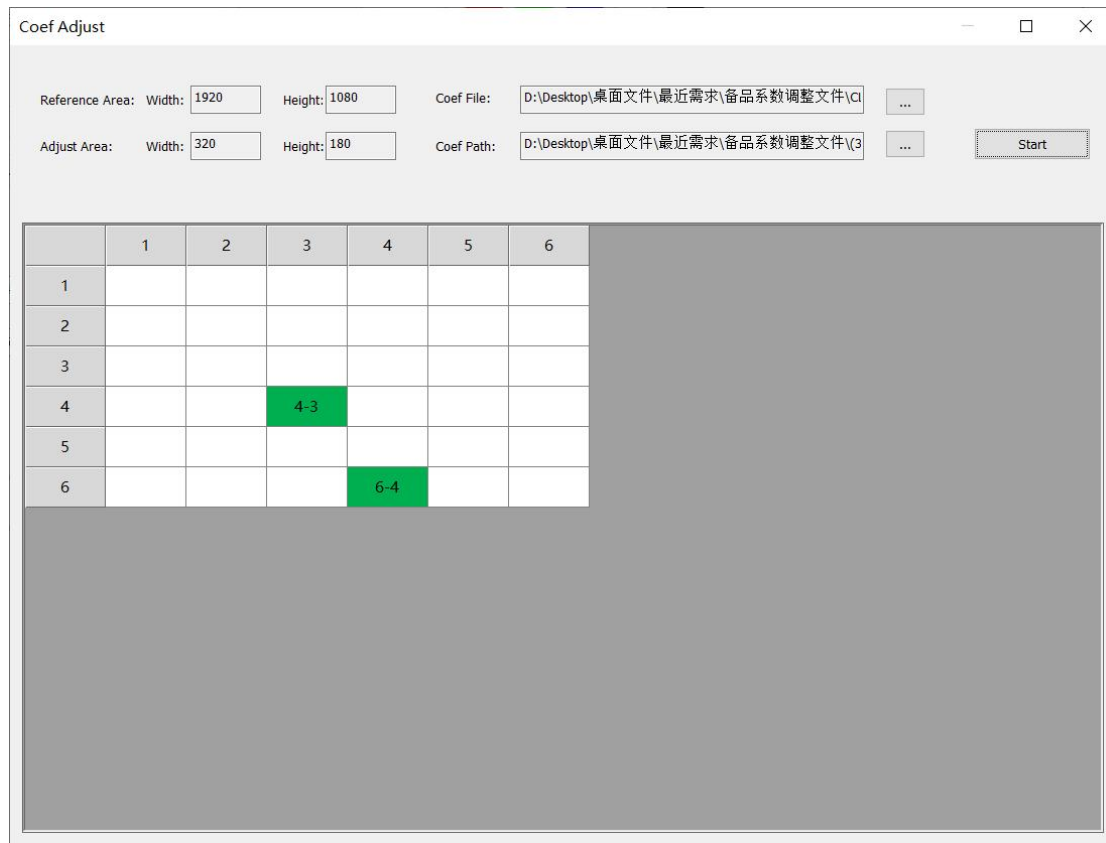 Coef Adjust
Reference Area: Width: 1920 Height: 1080 Coef File: D:\Desktop\桌面文件\最近需求\备品系数调整文件\Cl ...
Adjust Area: Width: 320 Height: 180 Coef Path: D:\Desktop\桌面文件\最近需求\备品系数调整文件\(3 ... Start
1 2 3 4 5 6
1
2
3
4 4-3
5
6 6-4